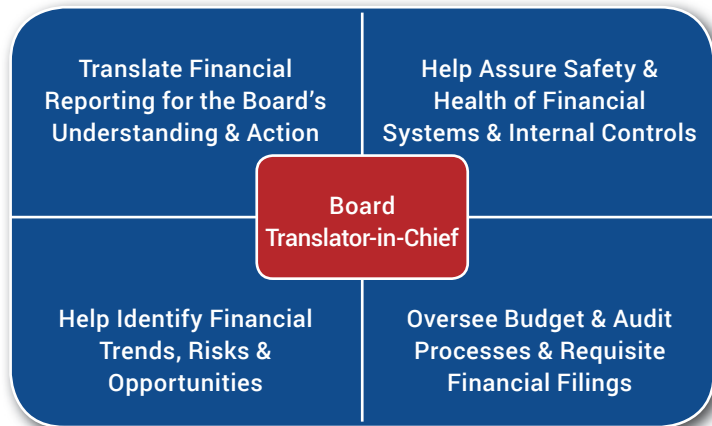 Translate Financial
Reporting for the Board’s
Understanding & Action
Help Assure Safety &
Health of Financial
Systems & Internal Controls
Board
Translator-in-Chief
Help Identify Financial
Trends, Risks &
Opportunities
Oversee Budget & Audit
Processes & Requisite
Financial Filings